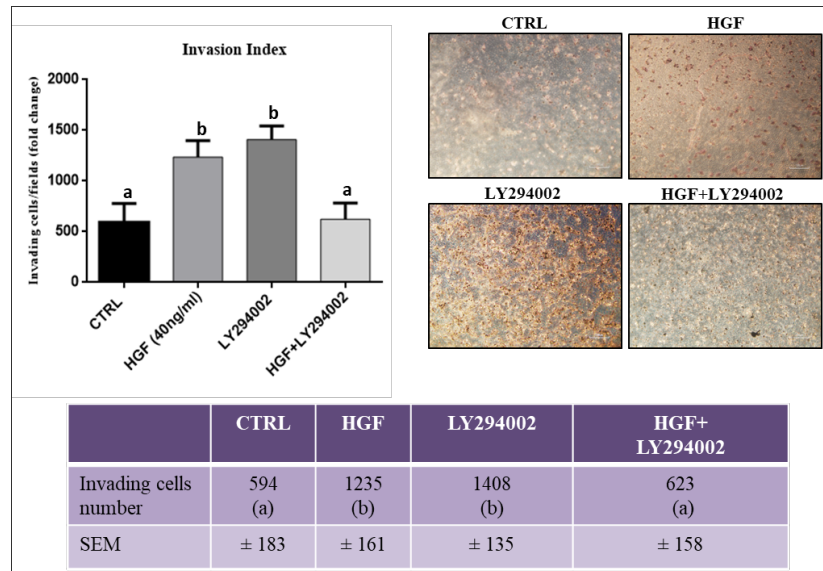 Invasion Index
Invading cells/fields (fold change)
2000
1500
1000
500
0
a
b
b
a
CTRL
HGF (40ng/ml)
LY294002
HGF+LY294002
CTRL
HGF
LY294002
HGF+LY294002
CTRL HGF LY294002 HGF+
LY294002
Invading cells 594 1235 1408 623
number (a) (b) (b) (a)
SEM ± 183 ± 161 ± 135 ± 158